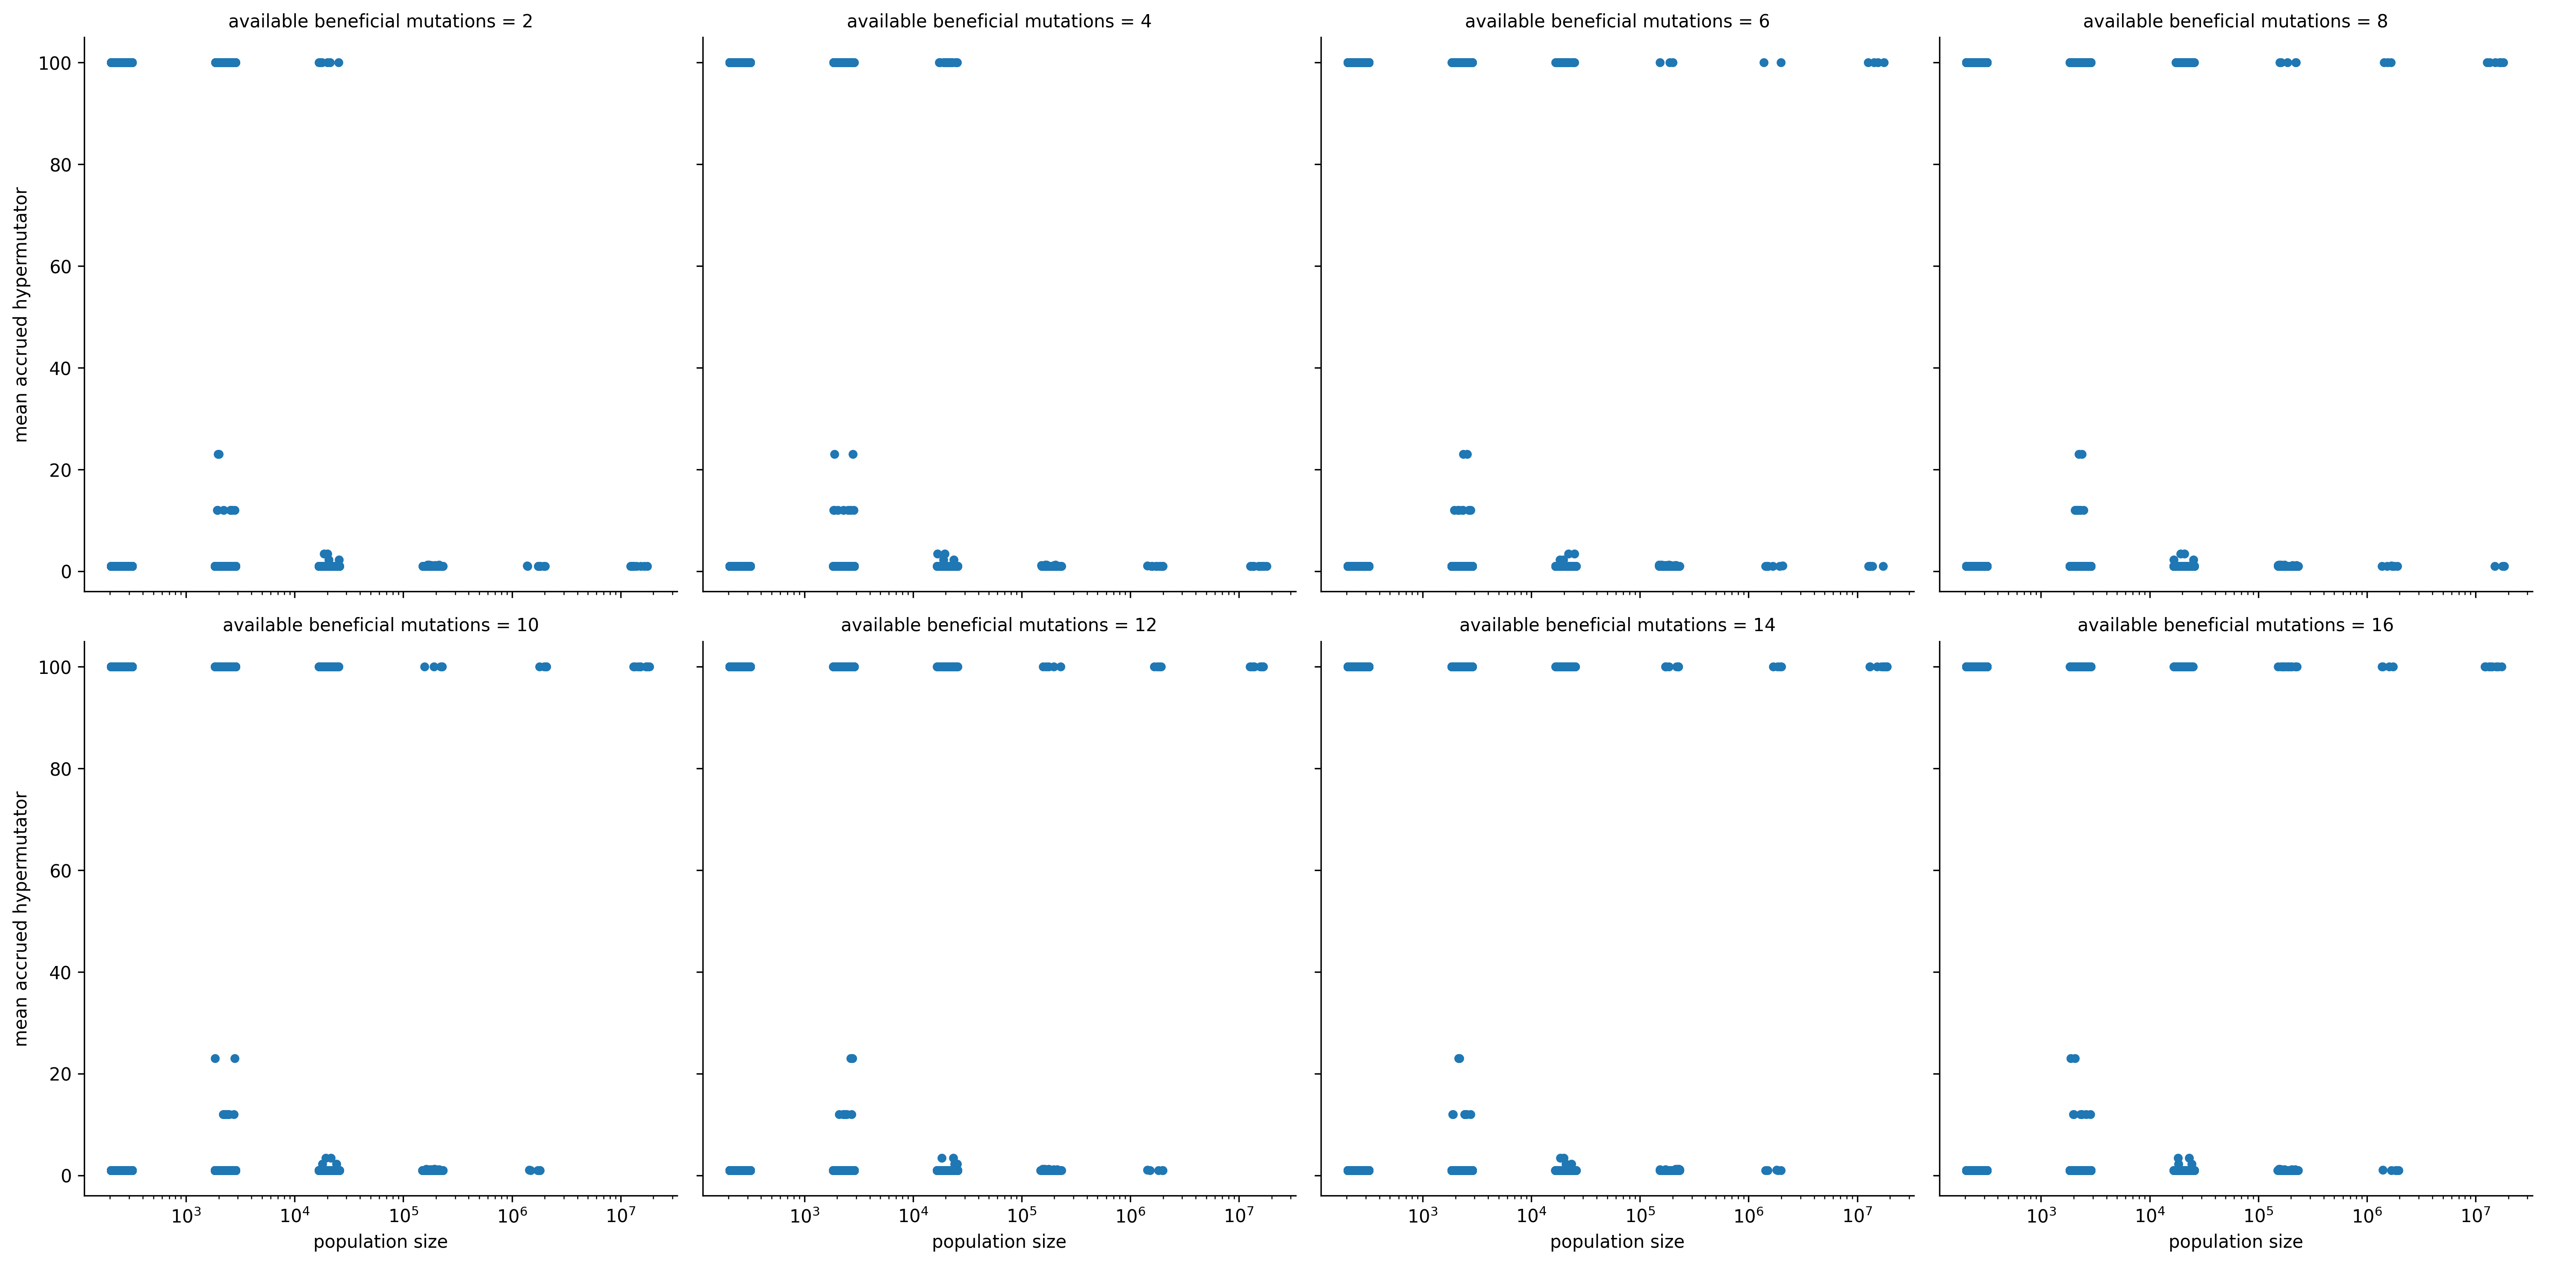 available beneficial mutations = 2
available beneficial mutations = 4
available beneficial mutations = 6
available beneficial mutations = 8
mean accrued hypermutator
100
80
60
40
20
0
available beneficial mutations = 10
available beneficial mutations = 12
available beneficial mutations = 14
available beneficial mutations = 16
mean accrued hypermutator
100
80
60
40
20
0
10³ 10⁴ 10⁵ 10⁶ 10⁷
10³ 10⁴ 10⁵ 10⁶ 10⁷
10³ 10⁴ 10⁵ 10⁶ 10⁷
10³ 10⁴ 10⁵ 10⁶ 10⁷
population size
population size
population size
population size